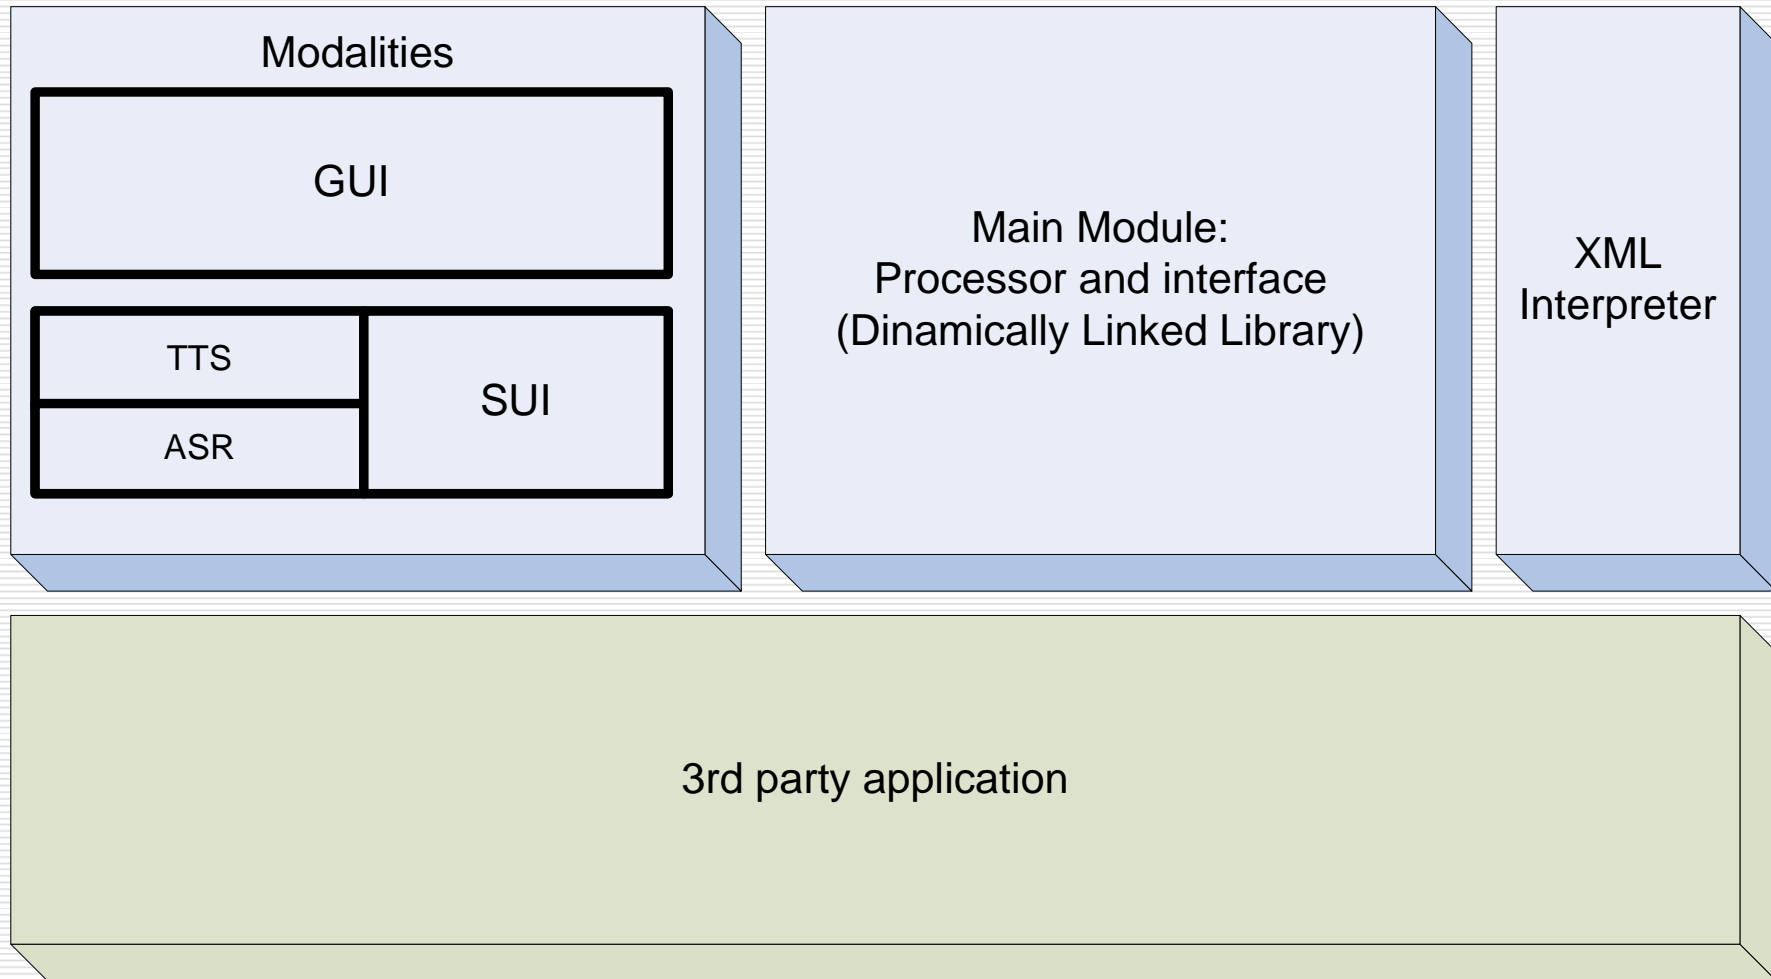 Modalities
GUI
TTS
ASR
SUI
Main Module:
Processor and interface
(Dinamically Linked Library)
XML
Interpreter
3rd party application